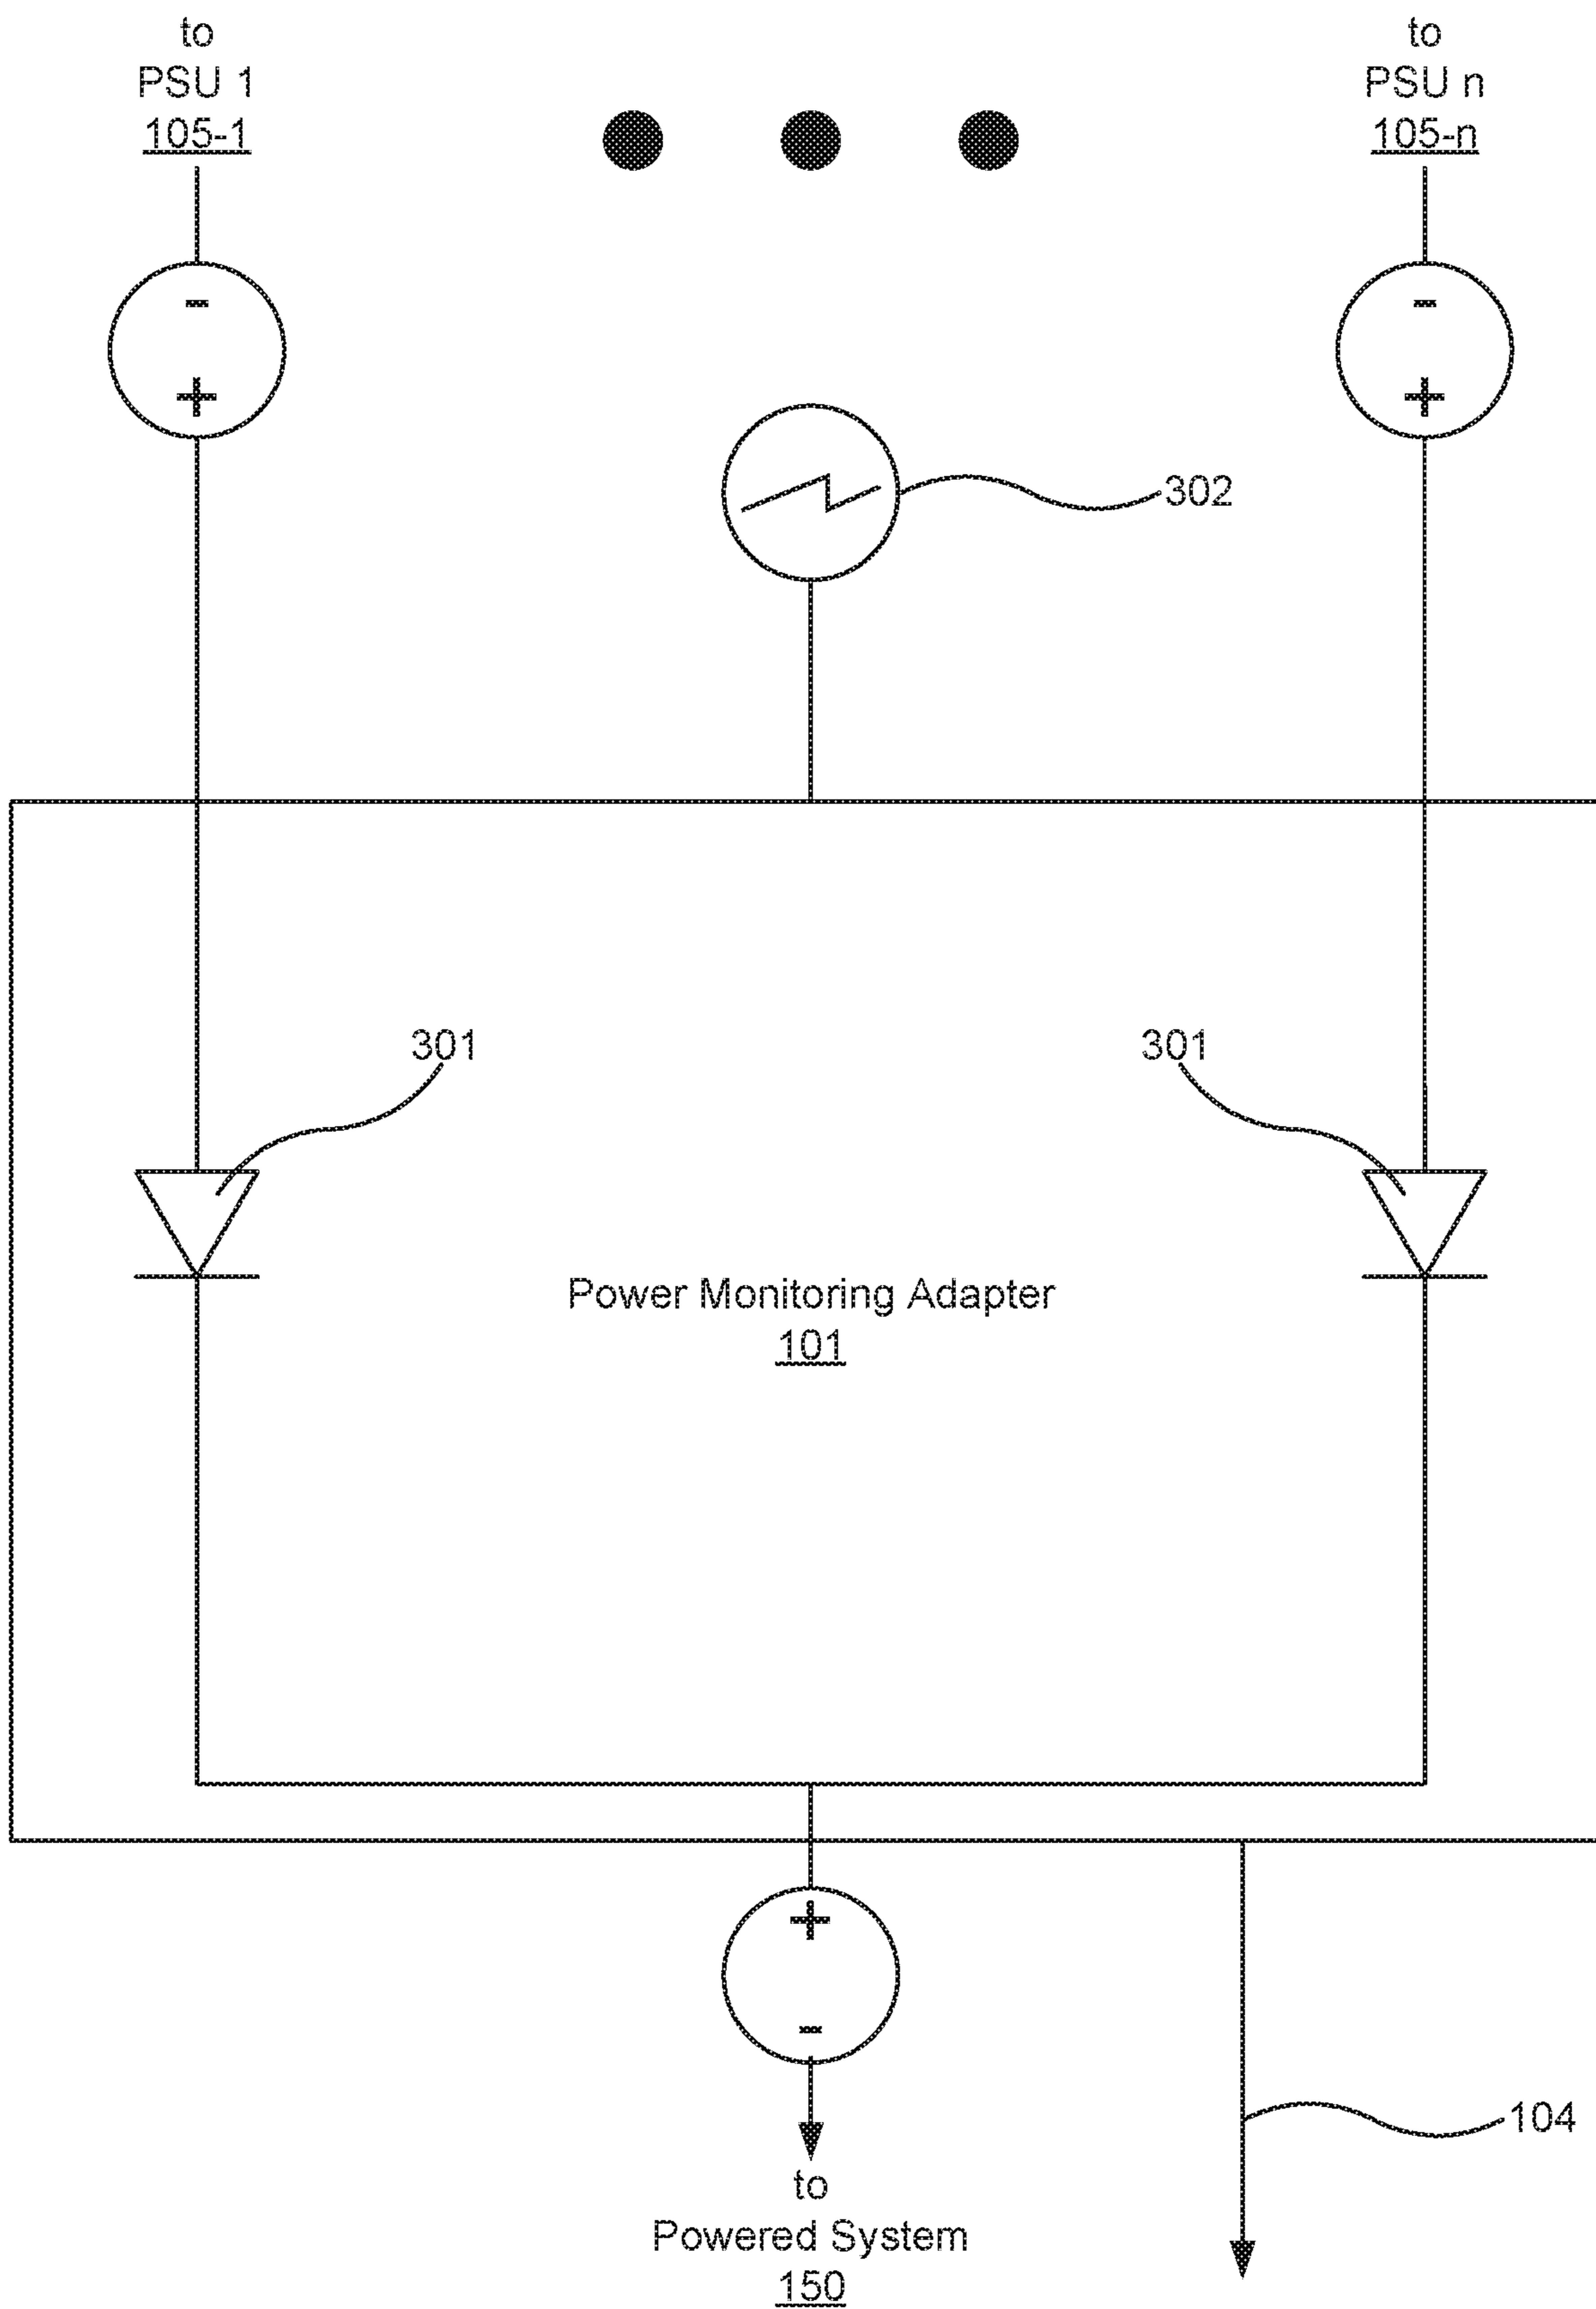 to
PSU 1
105-1
to
PSU n
105-n
-
+
-
+
302
301
301
Power Monitoring Adapter
101
+
-
104
to
Powered System
150